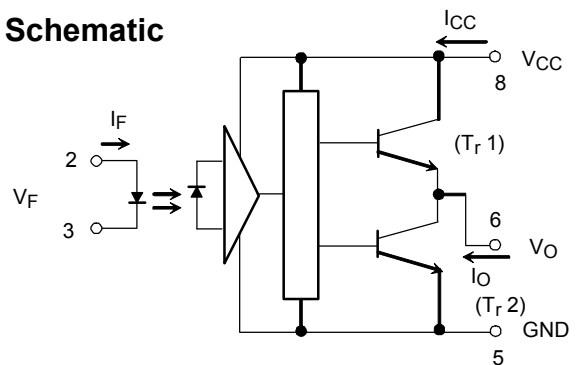 Schematic
ICC
VCC
8
IF
2
(Tr 1)
VF
6
3
VO
IO
(Tr 2)
GND
5